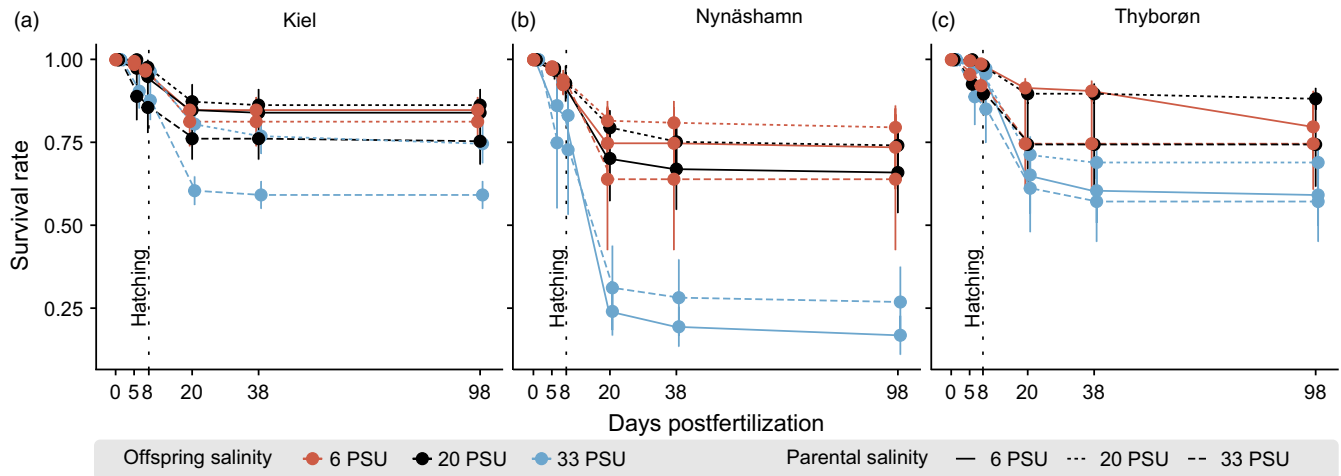 (a) Kiel
(b) Nynäshamn
(c) Thyborøn
Survival rate
1.00
0.75
0.50
0.25
Hatching
Hatching
Hatching
0 5 8 20 38 98
0 5 8 20 38 98
0 5 8 20 38 98
Days postfertilization
Offspring salinity 6 PSU 20 PSU 33 PSU Parental salinity 6 PSU 20 PSU 33 PSU